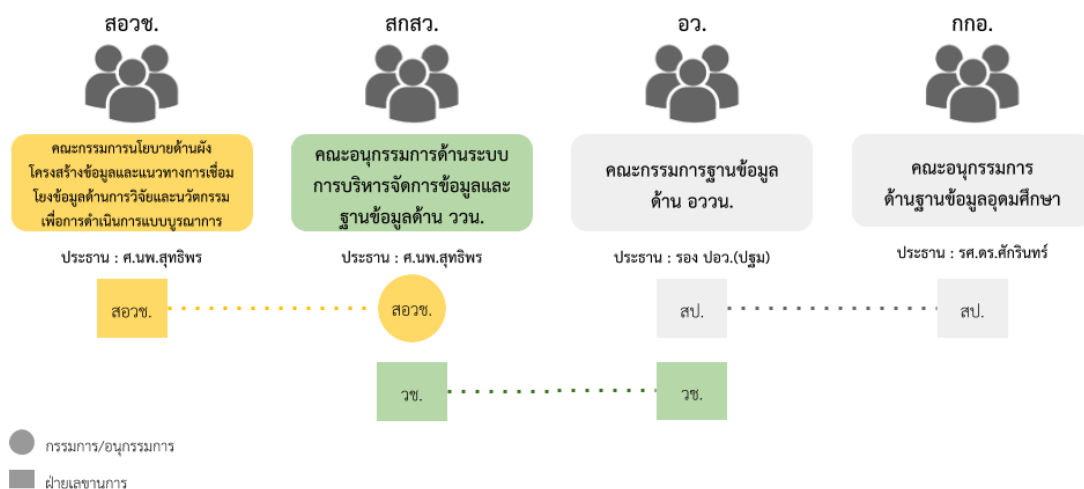 สอวช.
สกสว.
อว.
กกอ.
คณะกรรมการนโยบายด้านผัง
โครงสร้างข้อมูลและแนวทางการเชื่อม
โยงข้อมูลด้านการวิจัยและนวัตกรรม
เพื่อการดำเนินการแบบบูรณาการ
คณะอนุกรรมการด้านระบบ
การบริหารจัดการข้อมูลและ
ฐานข้อมูลด้าน ววน.
คณะกรรมการฐานข้อมูล
ด้าน อววน.
คณะอนุกรรมการ
ด้านฐานข้อมูลอุดมศึกษา
ประธาน : ศ.นพ.สุทธิพร
ประธาน : ศ.นพ.สุทธิพร
ประธาน : รอง ปอว.(ปฐม)
ประธาน : รศ.ดร.ศักรินทร์
สอวช.
สอวช.
สป.
สป.
วช.
วช.
กรรมการ/อนุกรรมการ
ฝ่ายเลขานการ